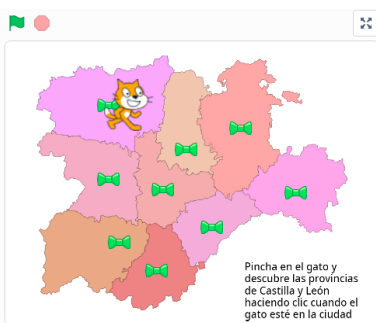 Pincha en el gato y
descubre las provincias
de Castilla y León
haciendo clic cuando el
gato esté en la ciudad